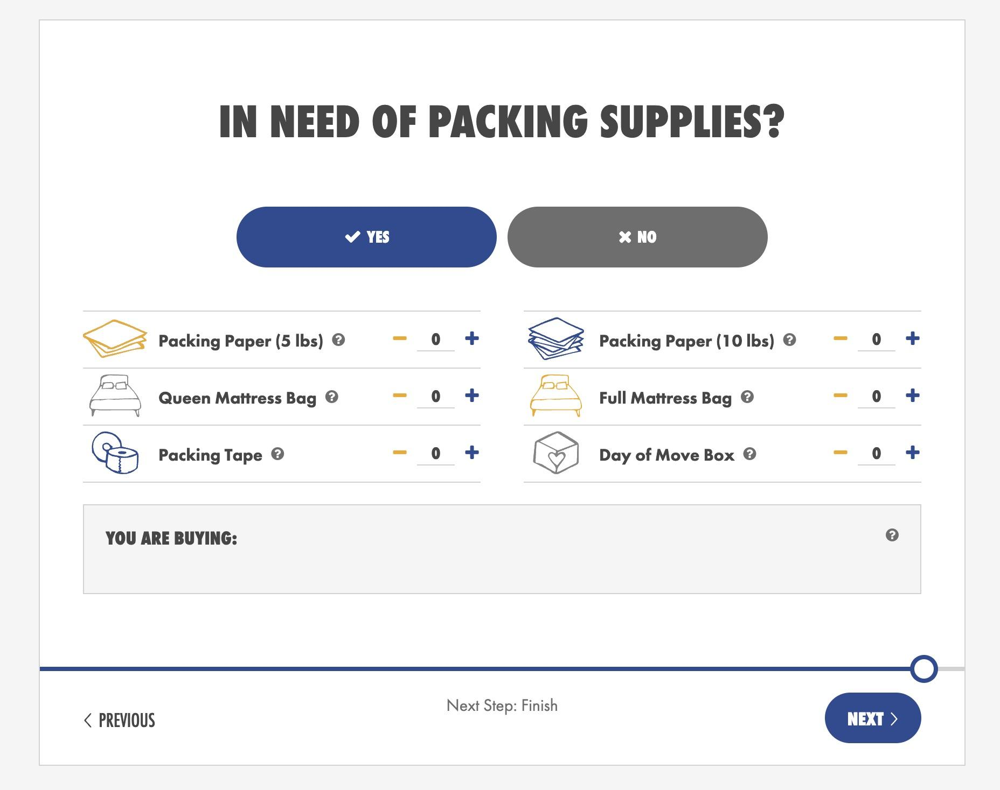 IN NEED OF PACKING SUPPLIES?
YES
NO
Packing Paper (5 lbs)
0
Packing Paper (10 lbs)
0
Queen Mattress Bag
0
Full Mattress Bag
0
Packing Tape
0
Day of Move Box
0
YOU ARE BUYING:
Next Step: Finish
PREVIOUS
NEXT